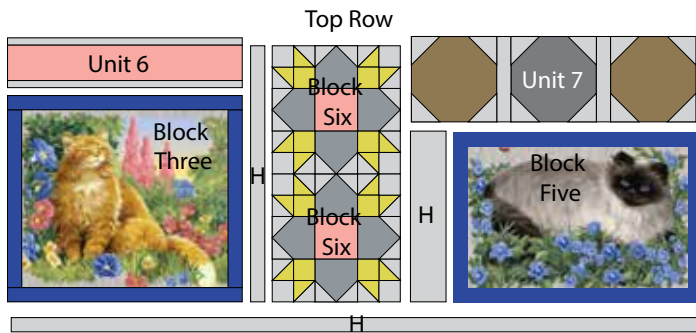 Top Row
Unit 6
Block
Three
H
Block
Six
Block
Six
Unit 7
H
Block
Five
H